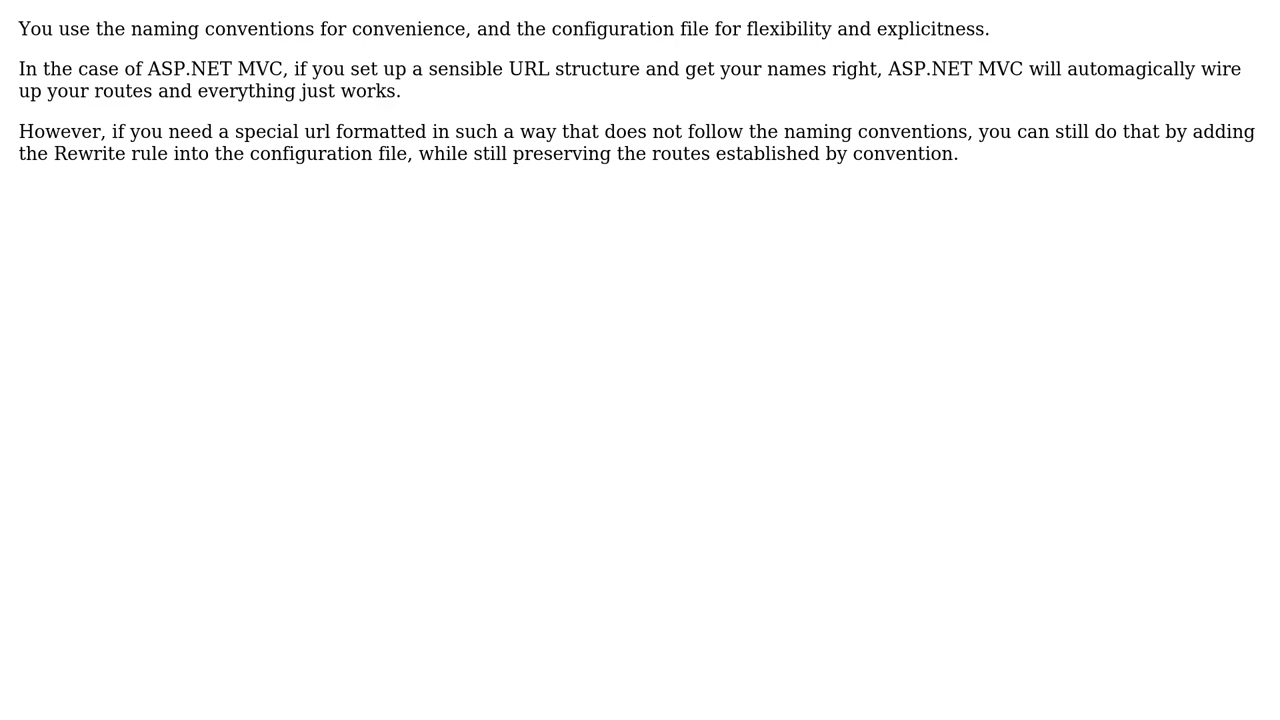 You use the naming conventions for convenience, and the configuration file for flexibility and explicitness.
In the case of ASP.NET MVC, if you set up a sensible URL structure and get your names right, ASP.NET MVC will automagically wire
up your routes and everything just works.
However, if you need a special url formatted in such a way that does not follow the naming conventions, you can still do that by adding
the Rewrite rule into the configuration file, while still preserving the routes established by convention.